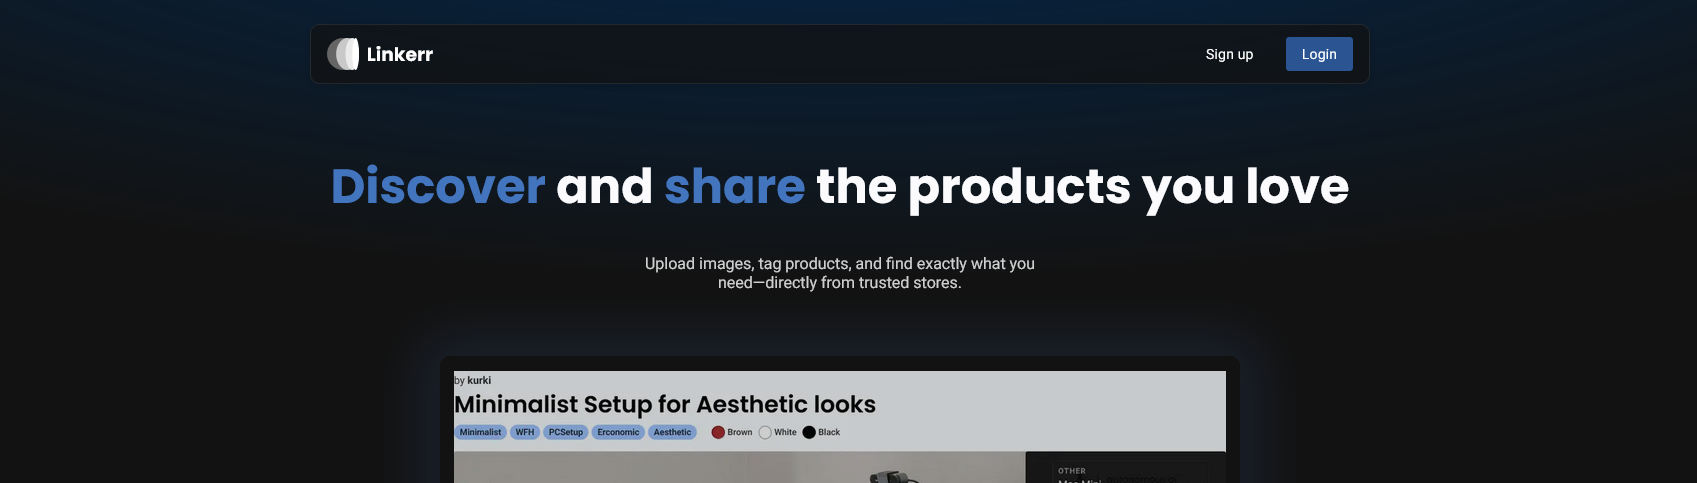 Linkerr
Sign up
Login
Discover and share the products you love
Upload images, tag products, and find exactly what you
need—directly from trusted stores.
by kurki
Minimalist Setup for Aesthetic looks
Minimalist WFH PCSetup Erconomic Aesthetic Brown White Black
OTHER
Mac Mini